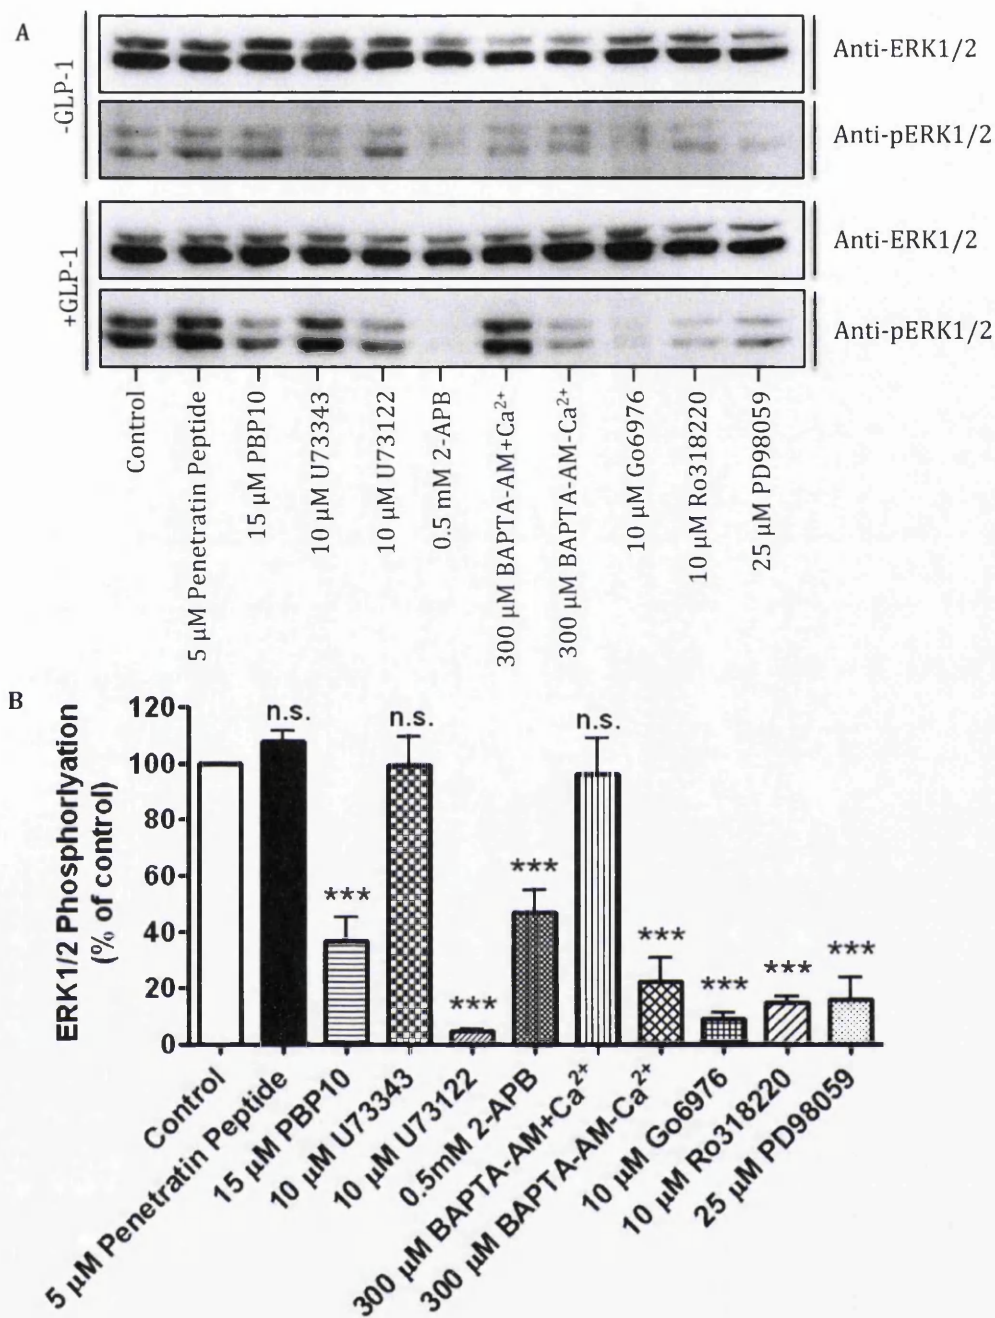 A
-GLP-1
Anti-ERK1/2
Anti-pERK1/2
+GLP-1
Anti-ERK1/2
Anti-pERK1/2
Control
5 µM Penetratin Peptide
15 µM PBP10
10 µM U73343
10 µM U73122
0.5 mM 2-APB
300 µM BAPTA-AM+Ca²⁺
300 µM BAPTA-AM-Ca²⁺
10 µM Go6976
10 µM Ro318220
25 µM PD98059
B
ERK1/2 Phosphorlyation
(% of control)
120
100
80
60
40
20
0
n.s.
***
n.s.
***
***
n.s.
***
***
***
***
Control
5 µM Penetratin Peptide
15 µM PBP10
10 µM U73343
10 µM U73122
0.5mM 2-APB
300 µM BAPTA-AM+Ca²⁺
300 µM BAPTA-AM-Ca²⁺
10 µM Go6976
10 µM Ro318220
25 µM PD98059